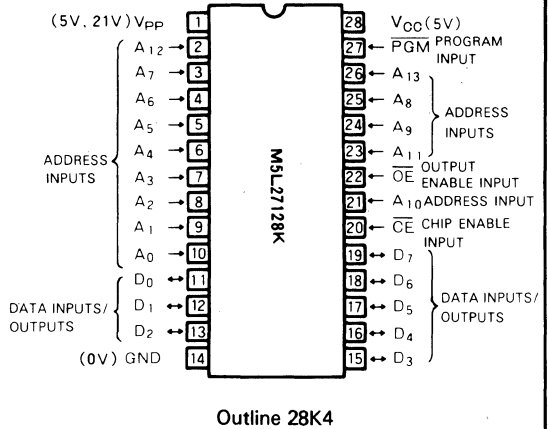 (5V, 21V) VPP 1
A12 → 2
A7 → 3
A6 → 4
A5 → 5
A4 → 6
A3 → 7
A2 → 8
A1 → 9
A0 → 10
ADDRESS
INPUTS
D0 ↔ 11
D1 ↔ 12
D2 ↔ 13
DATA INPUTS/
OUTPUTS
(0V) GND 14
M5L27128K
28 VCC (5V)
27 ← P̅G̅M̅ PROGRAM
INPUT
26 ← A13
25 ← A8
24 ← A9
23 ← A11
ADDRESS
INPUTS
22 ← O̅E̅ OUTPUT
ENABLE INPUT
21 ← A10 ADDRESS INPUT
20 ← C̅E̅ CHIP ENABLE
INPUT
19 ↔ D7
18 ↔ D6
17 ↔ D5
16 ↔ D4
15 ↔ D3
DATA INPUTS/
OUTPUTS
Outline 28K4